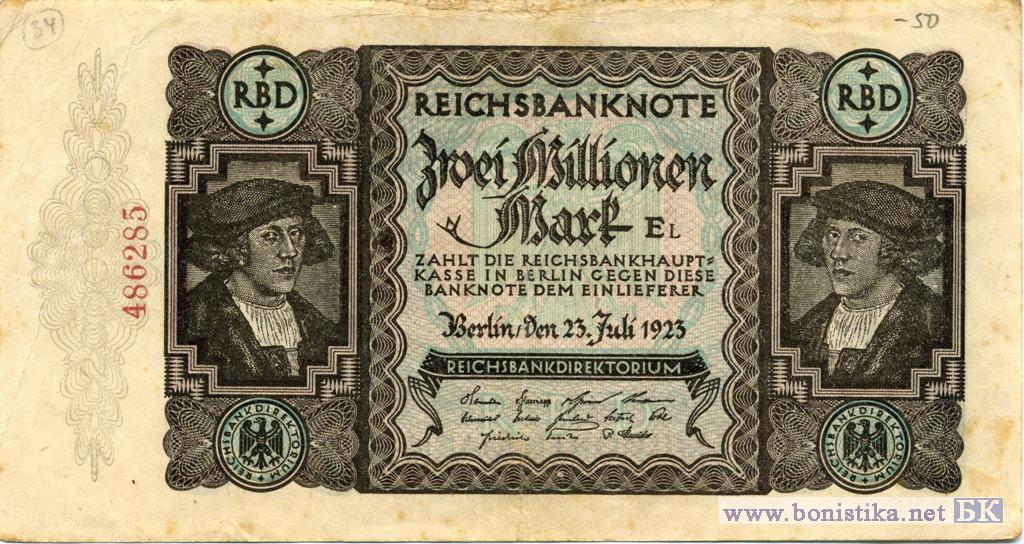 34
-50
RBD
RBD
REICHSBANKNOTE
Zwei Millionen
Mark EL
ZAHLT DIE REICHSBANKHAUPT=
KASSE IN BERLIN GEGEN DIESE
BANKNOTE DEM EINLIEFERER
Berlin, den 23. Juli 1923
REICHSBANKDIREKTORIUM
486285
REICHSBANKDIREKTORIUM
REICHSBANKDIREKTORIUM
www.bonistika.net БК